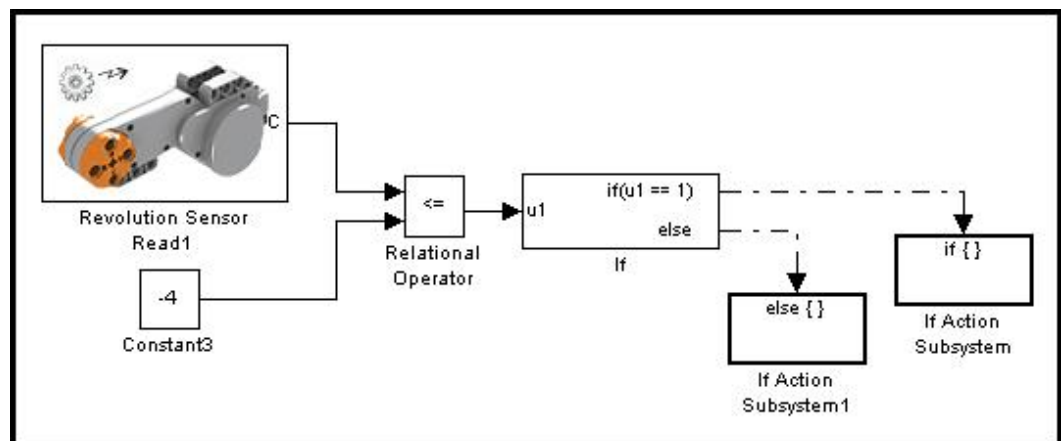 C
Revolution Sensor
Read1
-4
Constant3
<=
Relational
Operator
u1
if(u1 == 1)
else
If
if { }
If Action
Subsystem
else { }
If Action
Subsystem1